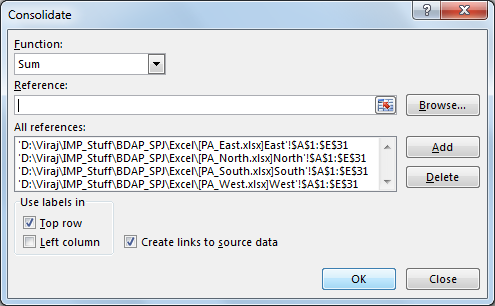 Consolidate
?
Function:
Sum
Reference:
Browse...
All references:
'D:\Viraj\IMP_Stuff\BDAP_SPJ\Excel\[PA_East.xlsx]East'!$A$1:$E$31
'D:\Viraj\IMP_Stuff\BDAP_SPJ\Excel\[PA_North.xlsx]North'!$A$1:$E$31
'D:\Viraj\IMP_Stuff\BDAP_SPJ\Excel\[PA_South.xlsx]South'!$A$1:$E$31
'D:\Viraj\IMP_Stuff\BDAP_SPJ\Excel\[PA_West.xlsx]West'!$A$1:$E$31
Add
Delete
Use labels in
Top row
Left column
Create links to source data
OK
Close